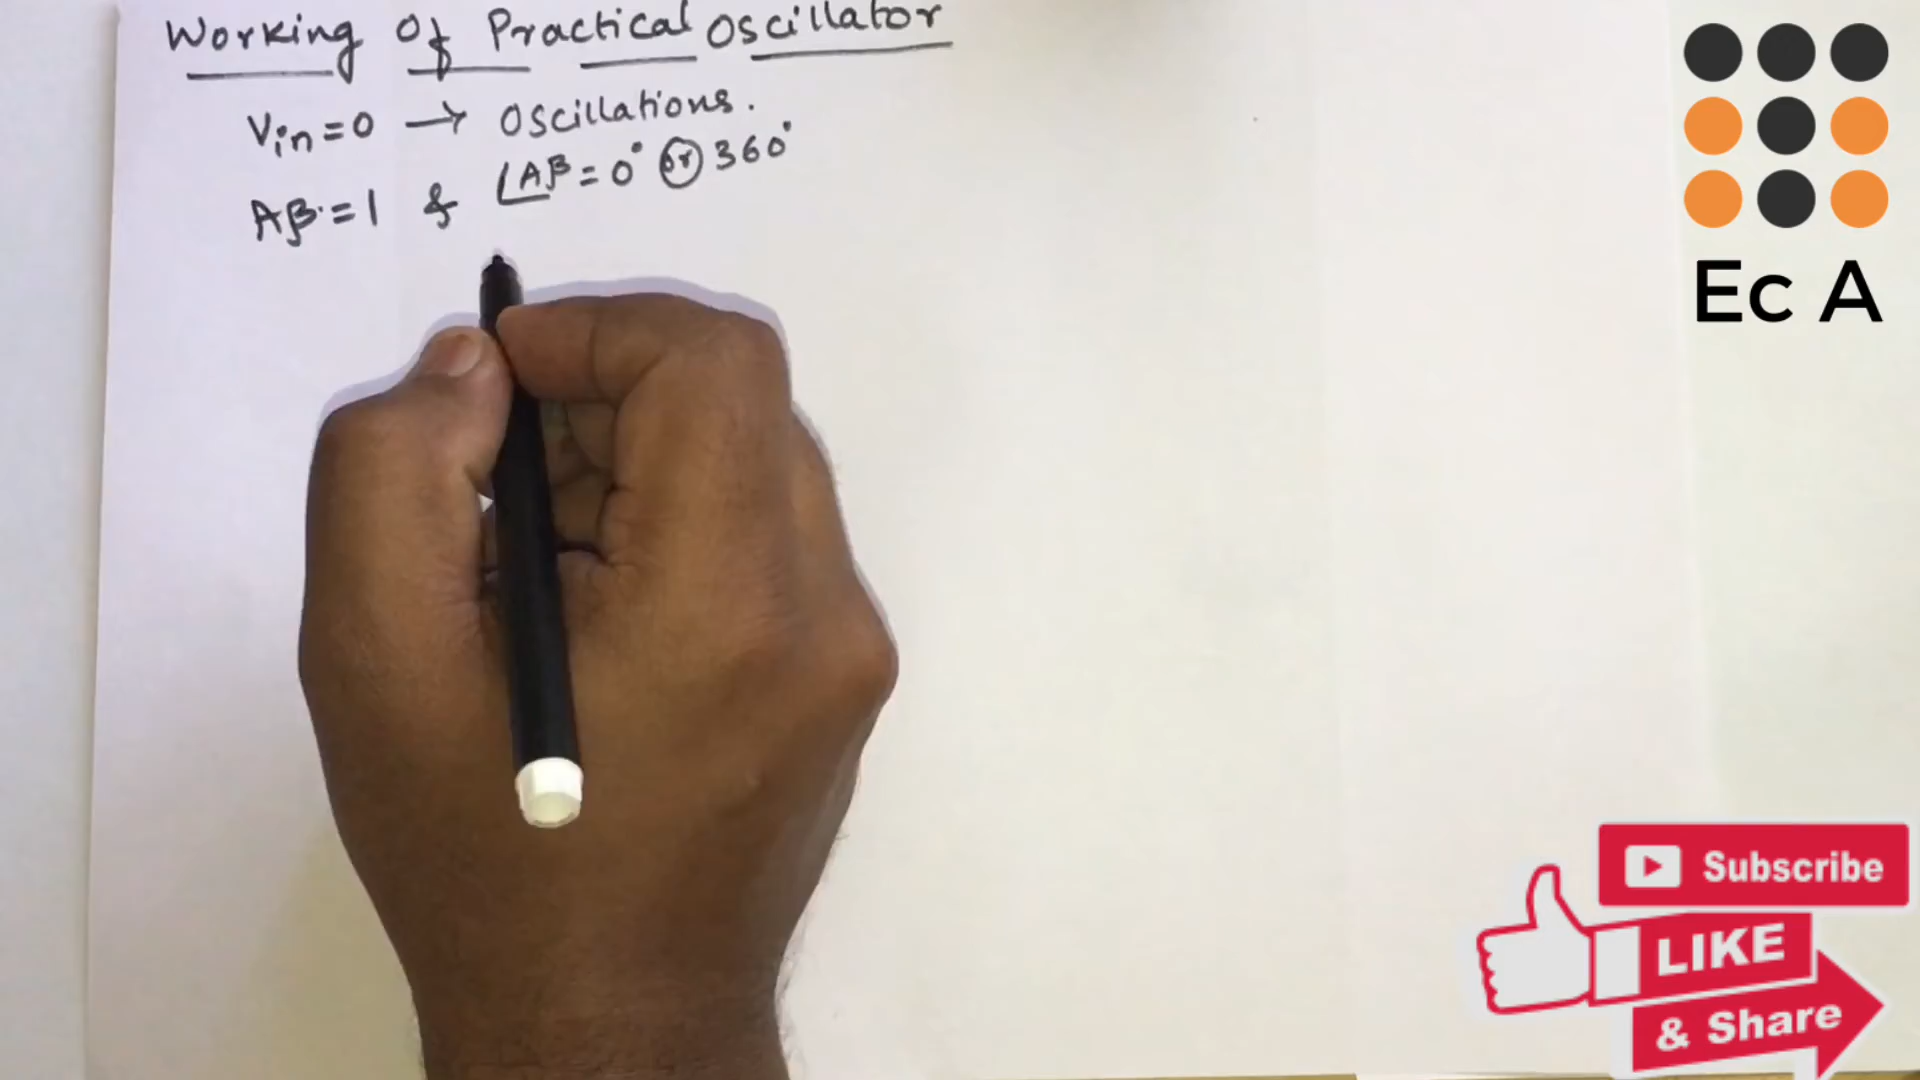 Working Of Practical Oscillator
Vin=0 → Oscillations.
Aβ=1 & ∠Aβ = 0° or 360°
Ec A
Subscribe
LIKE
& Share